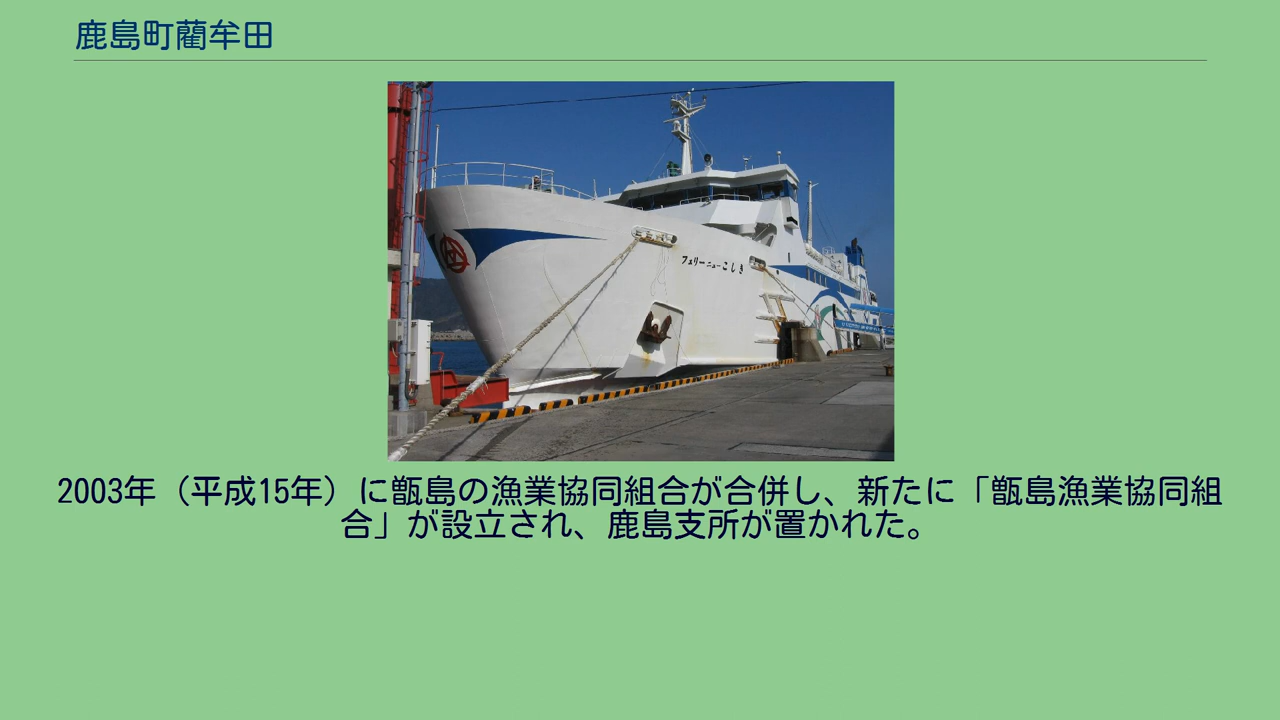 鹿島町藺牟田
フェリーニューこしき
2003年（平成15年）に甑島の漁業協同組合が合併し、新たに「甑島漁業協同組
合」が設立され、鹿島支所が置かれた。